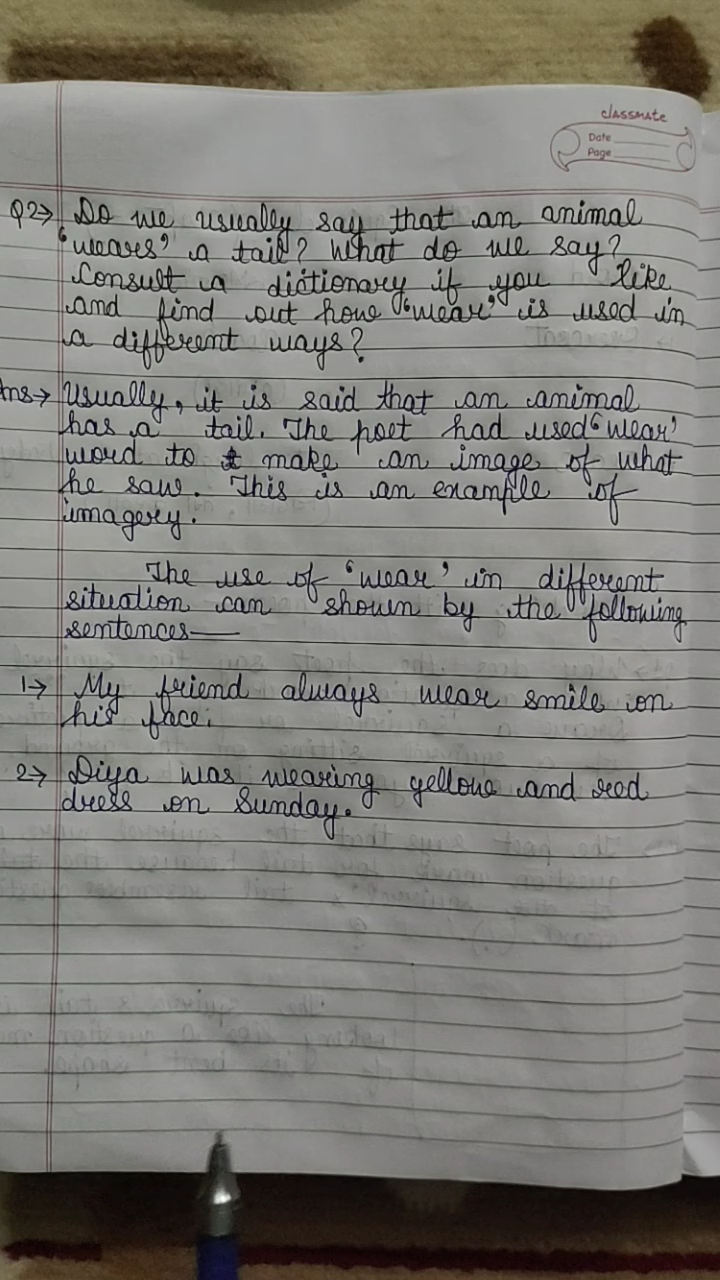 classmate
Date
Page
Q2→ Do we usually say that an animal
'weares' a tail? What do we say?
Consult a dictionary if you like
and find out how 'wear' is used in
a different ways?
Ans→ Usually, it is said that an animal
has a tail. The poet had used 'wear'
word to make an image of what
he saw. This is an example of
imagery.
The use of 'wear' in different
situation can shown by the following
sentences—
1→ My friend always wear smile on
his face.
2→ Diya was wearing yellow and red
dress on Sunday.